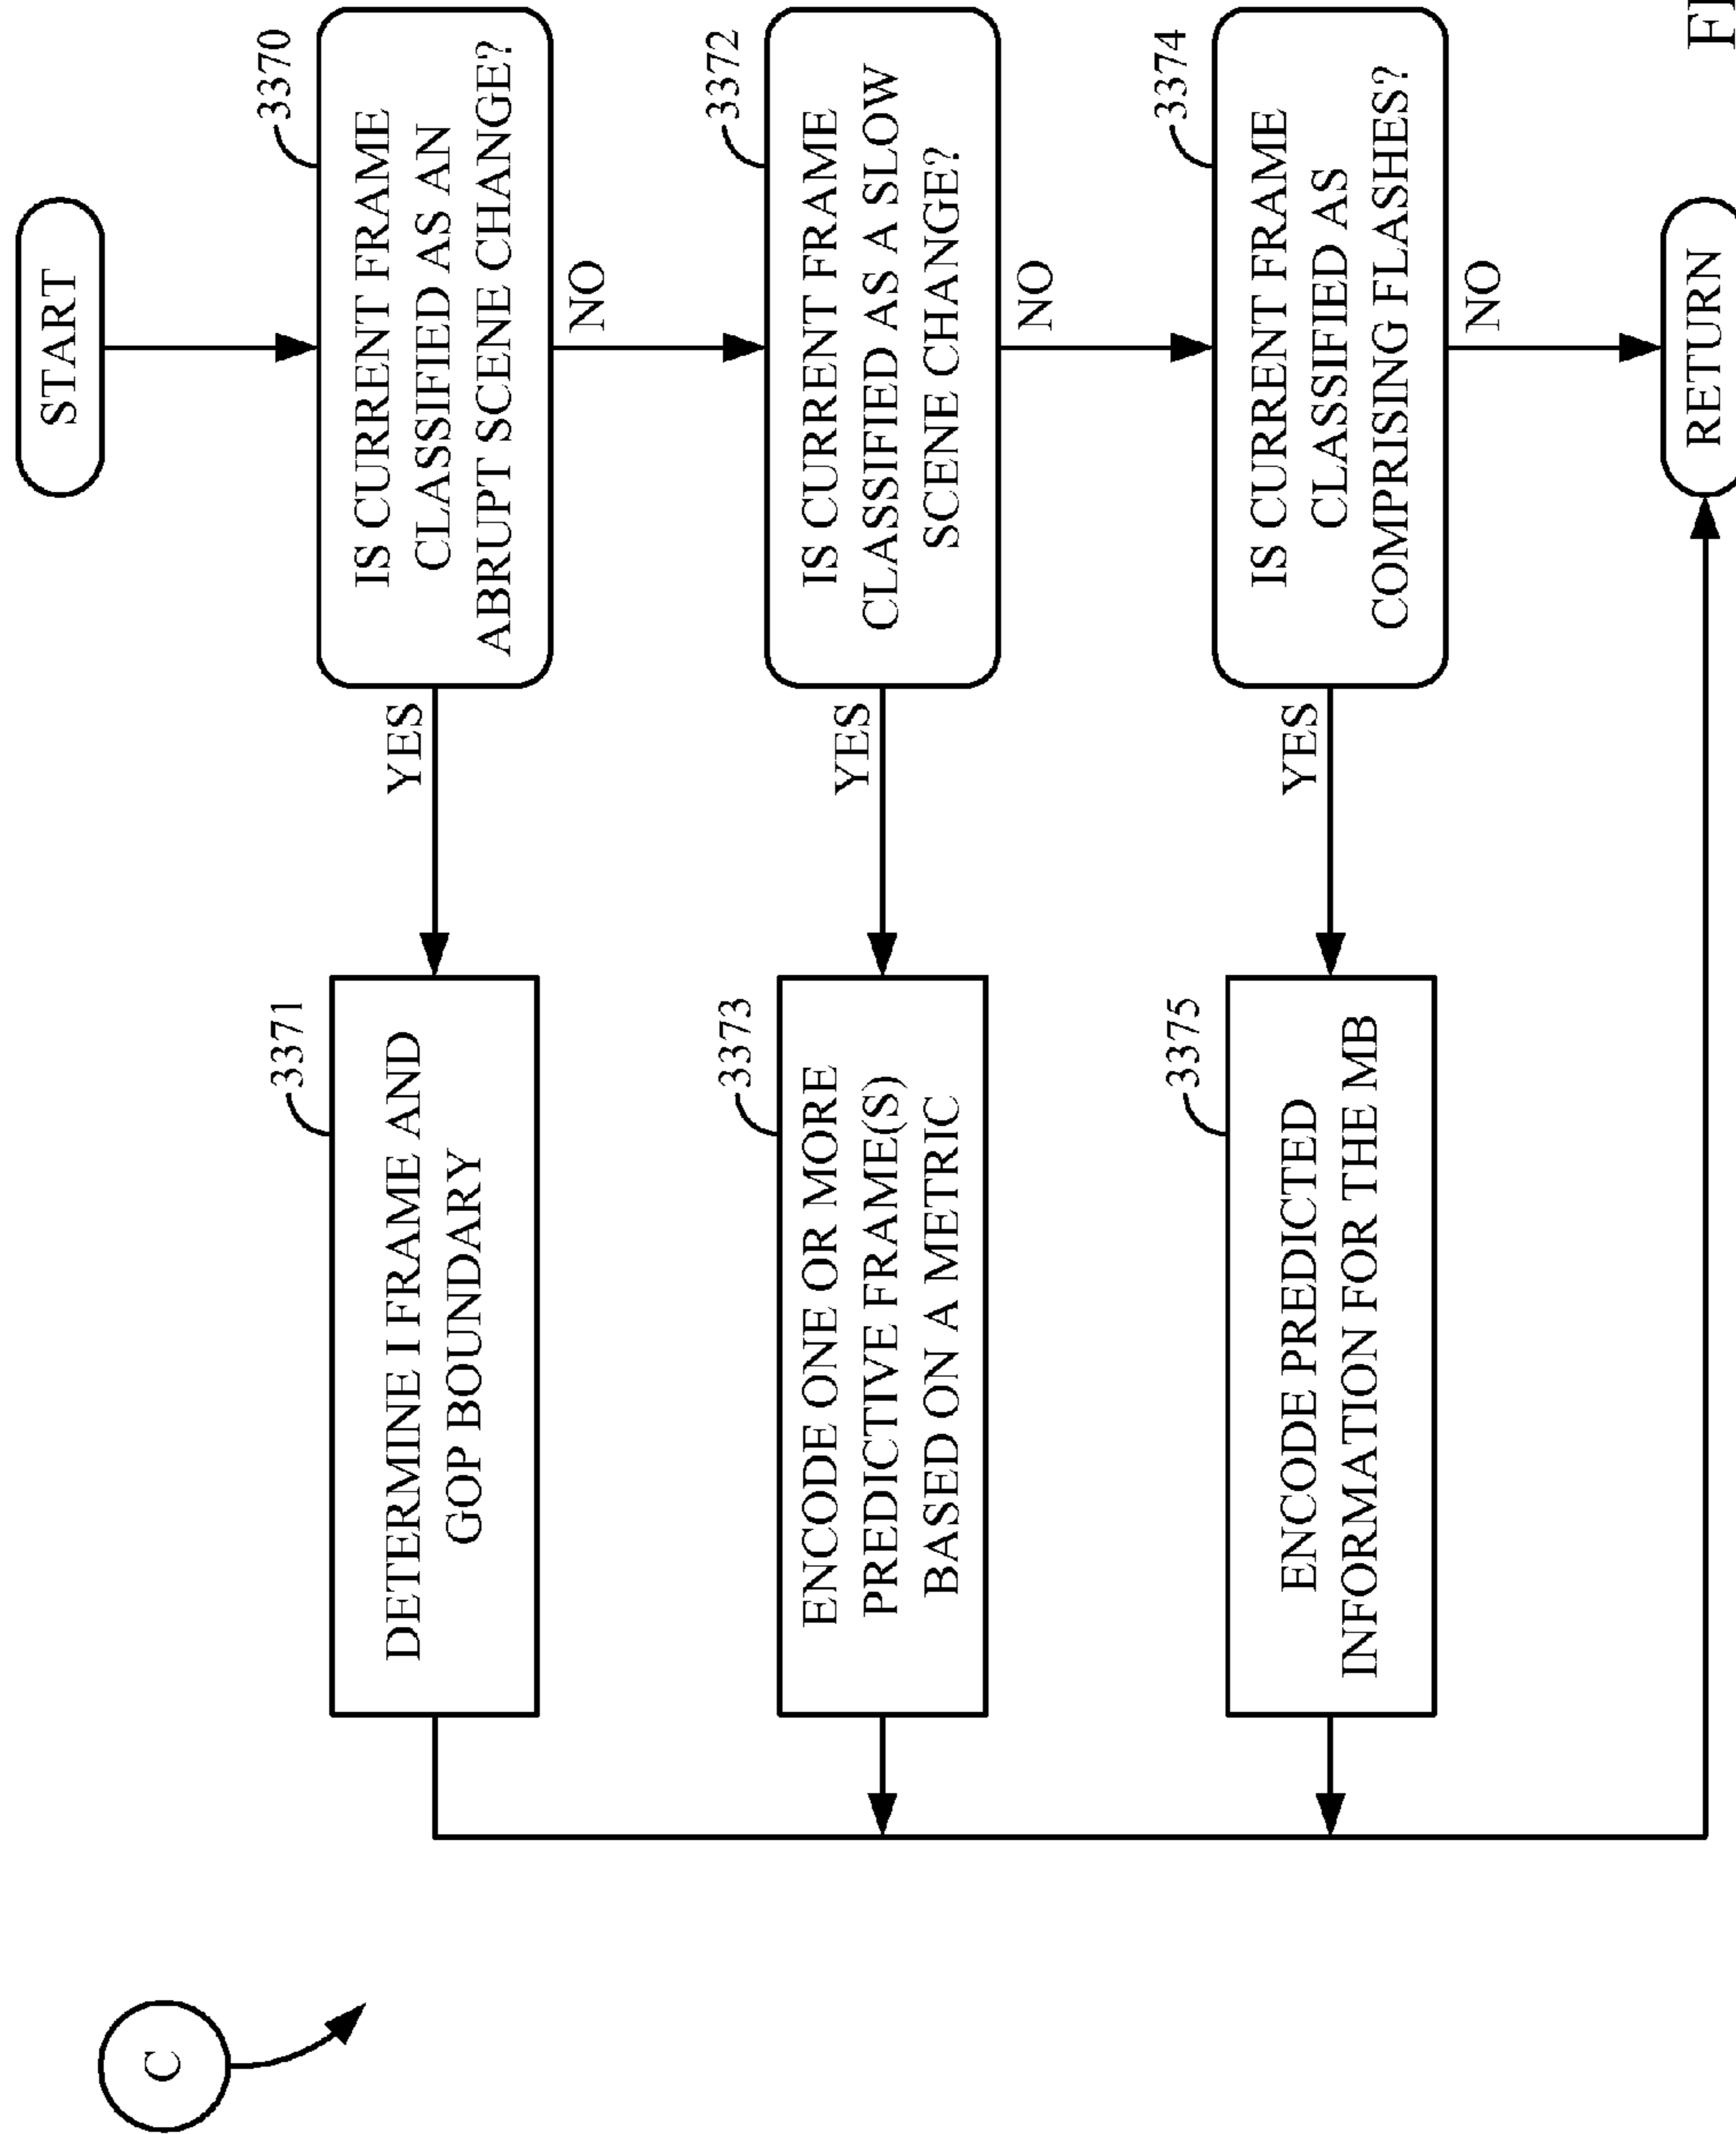 C
START
3370
IS CURRENT FRAME
CLASSIFIED AS AN
ABRUPT SCENE CHANGE?
YES
NO
3371
DETERMINE I FRAME AND
GOP BOUNDARY
3372
IS CURRENT FRAME
CLASSIFIED AS A SLOW
SCENE CHANGE?
YES
NO
3373
ENCODE ONE OR MORE
PREDICTIVE FRAME(S)
BASED ON A METRIC
3374
IS CURRENT FRAME
CLASSIFIED AS
COMPRISING FLASHES?
YES
NO
3375
ENCODE PREDICTED
INFORMATION FOR THE MB
RETURN